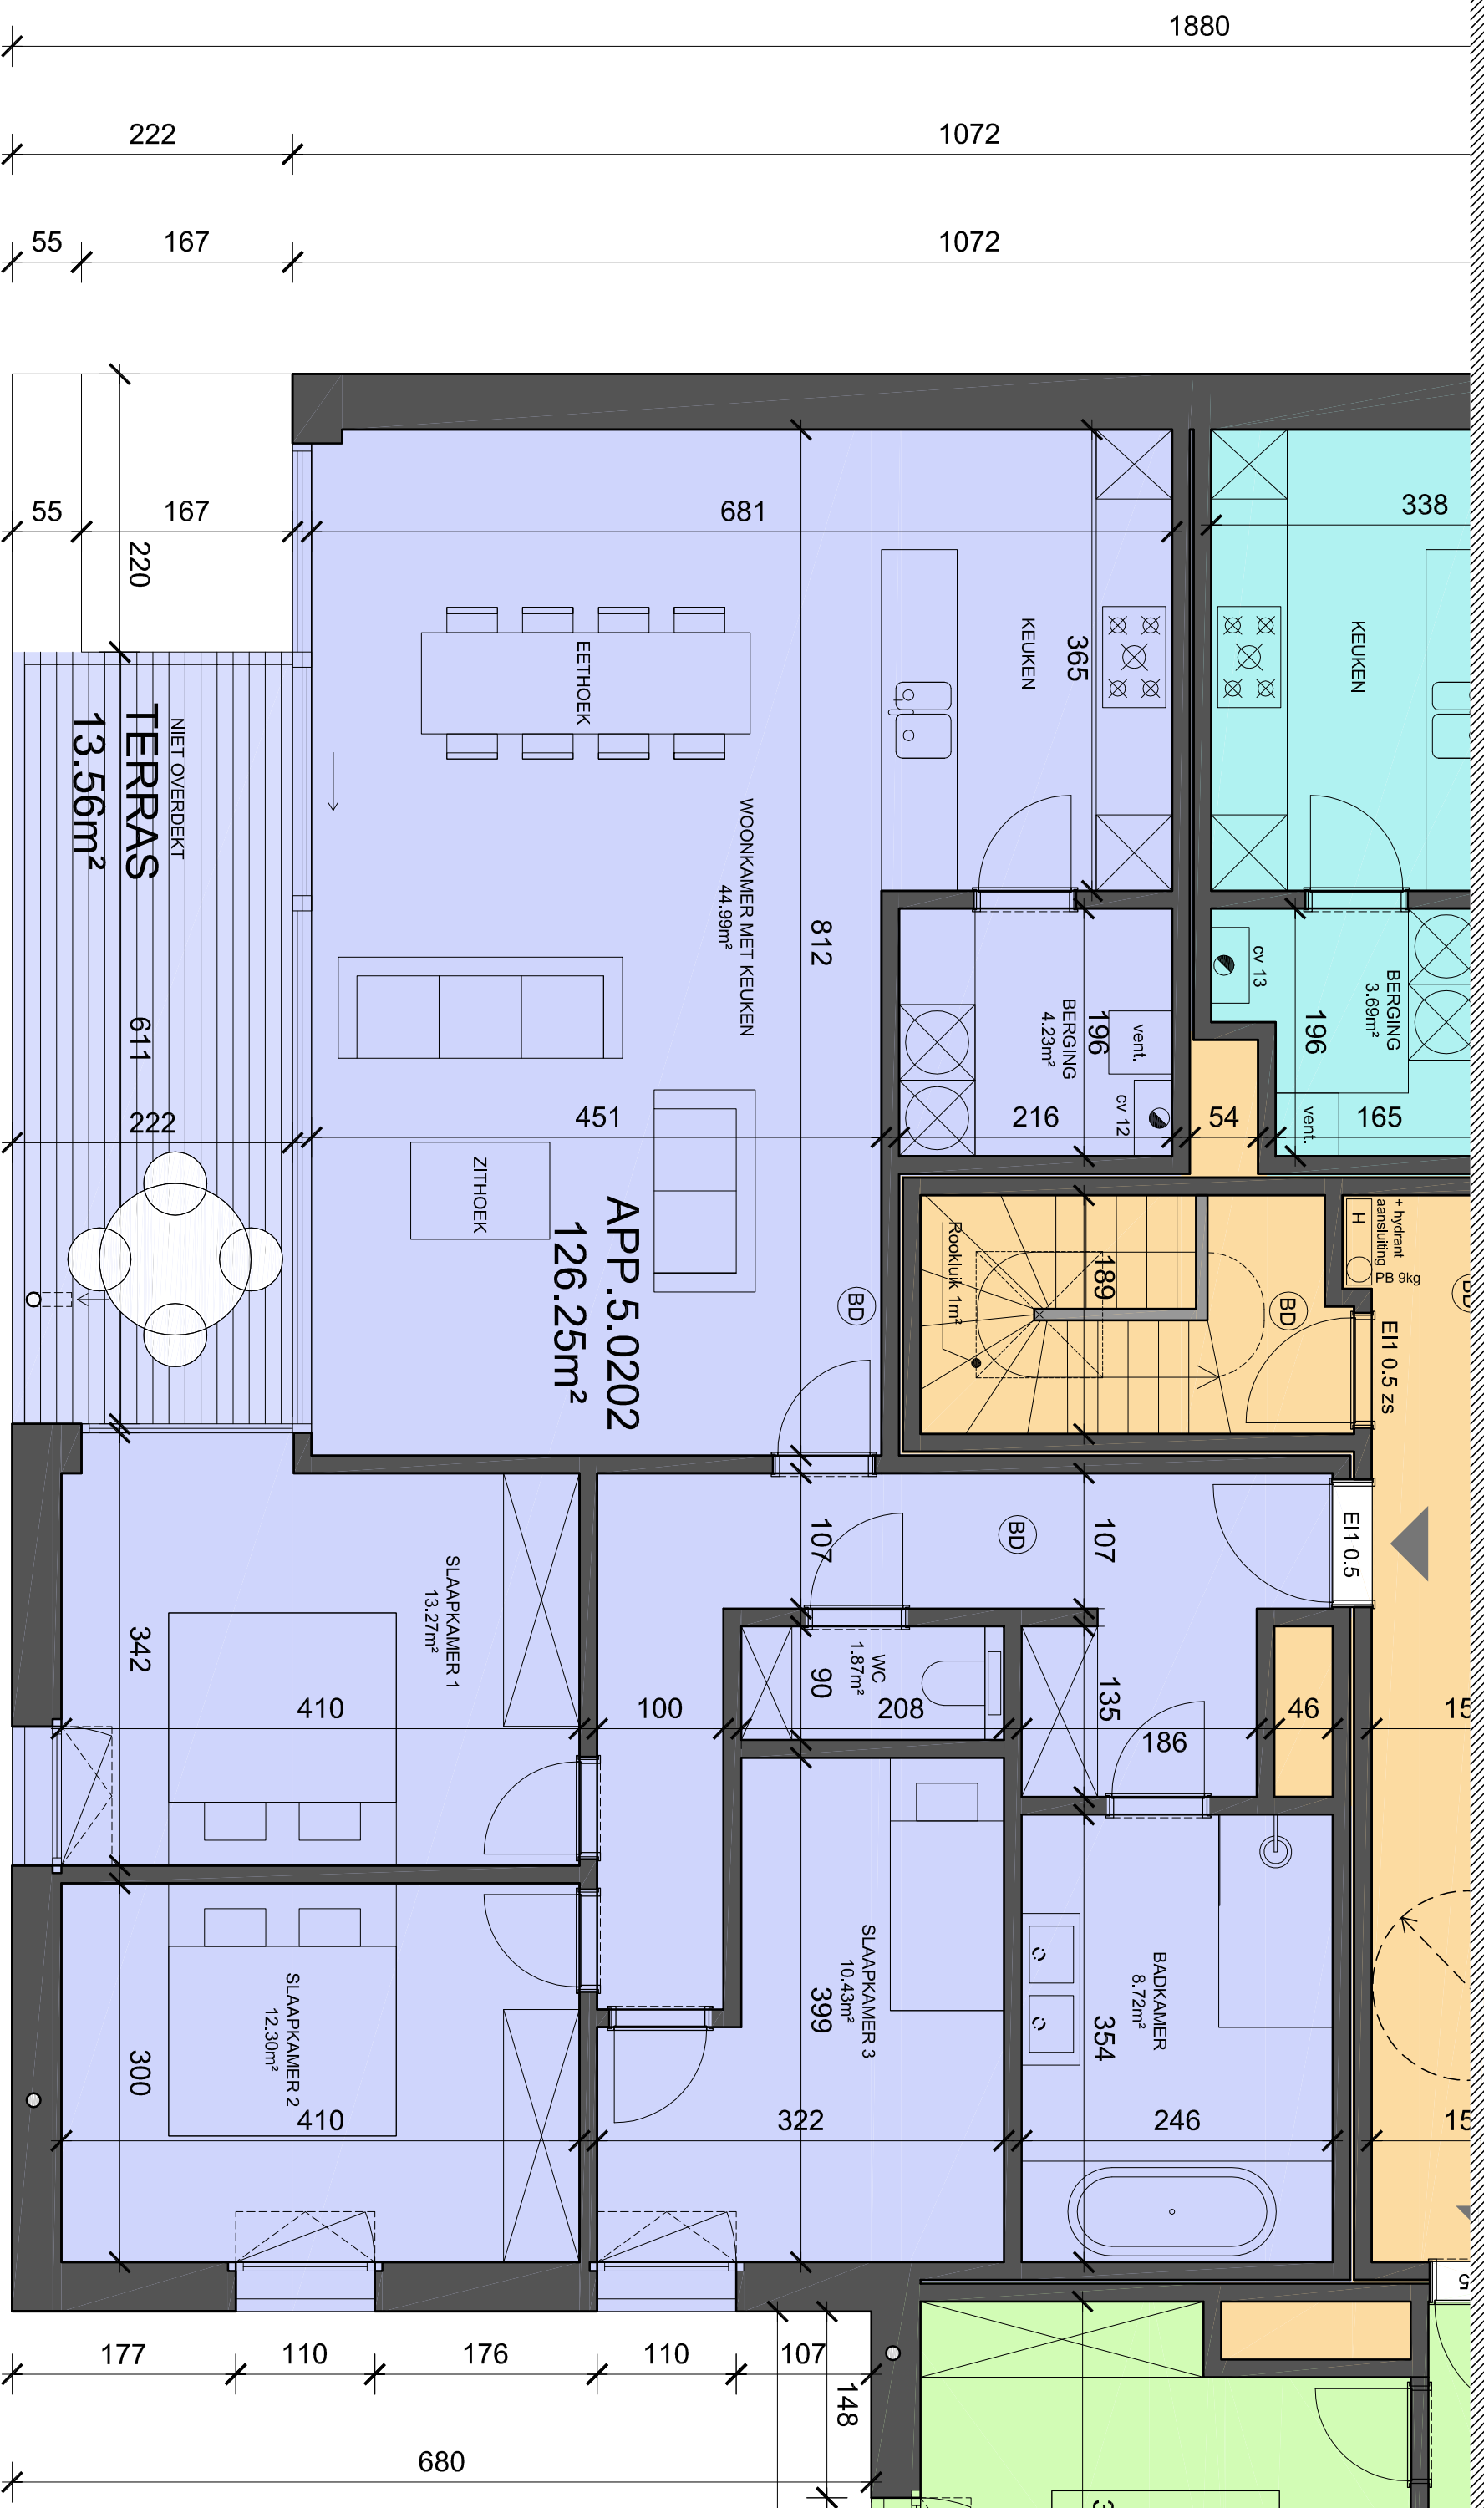 1880
222
1072
55
167
1072
55
167
681
338
220
KEUKEN
365
KEUKEN
EETHOEK
NIET OVERDEKT
TERRAS
13.56m²
WOONKAMER MET KEUKEN
44.99m²
812
cv 13
BERGING
3.69m²
196
BERGING
4.23m²
196
vent.
cv 12
vent.
611
222
451
216
54
165
ZITHOEK
APP.5.0202
126.25m²
BD
Rookluik 1m²
189
BD
+ hydrant
aansluiting
PB 9kg
H
EI1 0.5 zs
107
BD
107
EI1 0.5
SLAAPKAMER 1
13.27m²
342
WC
1.87m²
90
135
410
100
208
186
46
SLAAPKAMER 3
10.43m²
399
BADKAMER
8.72m²
354
SLAAPKAMER 2
12.30m²
300
410
322
246
177
110
176
110
107
148
680